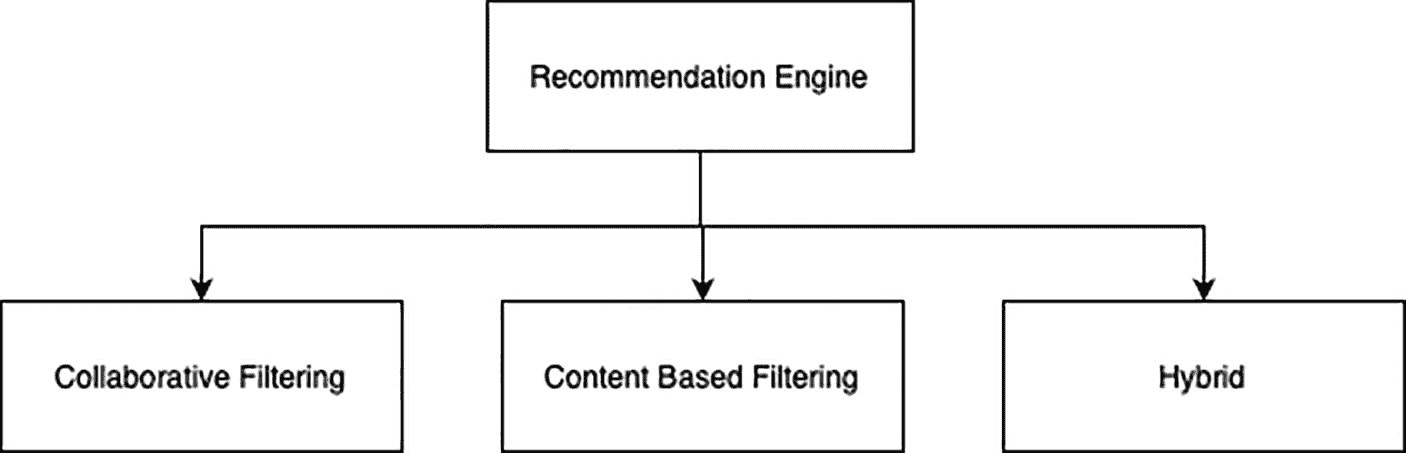 Recommendation Engine
Collaborative Filtering
Content Based Filtering
Hybrid